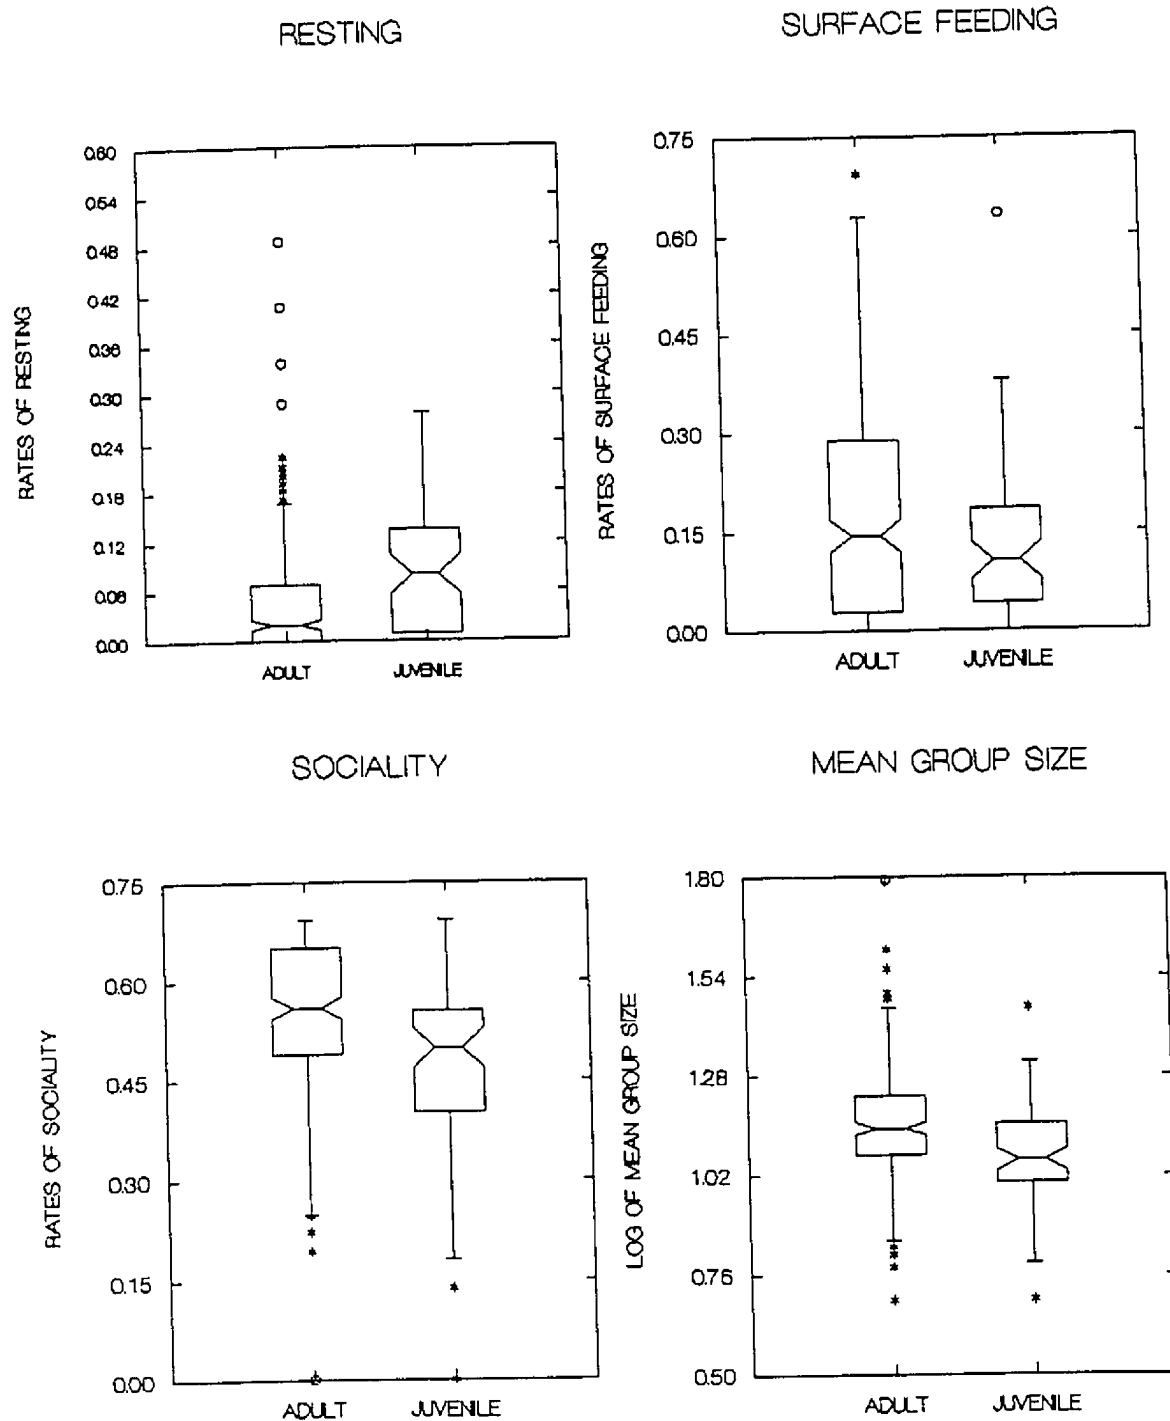 RESTING
RATES OF RESTING
0.60
0.54
0.48
0.42
0.36
0.30
0.24
0.18
0.12
0.06
0.00
ADULT JUVENILE
SURFACE FEEDING
RATES OF SURFACE FEEDING
0.75
0.60
0.45
0.30
0.15
0.00
ADULT JUVENILE
SOCIALITY
RATES OF SOCIALITY
0.75
0.60
0.45
0.30
0.15
0.00
ADULT JUVENILE
MEAN GROUP SIZE
LOG OF MEAN GROUP SIZE
1.80
1.54
1.28
1.02
0.76
0.50
ADULT JUVENILE